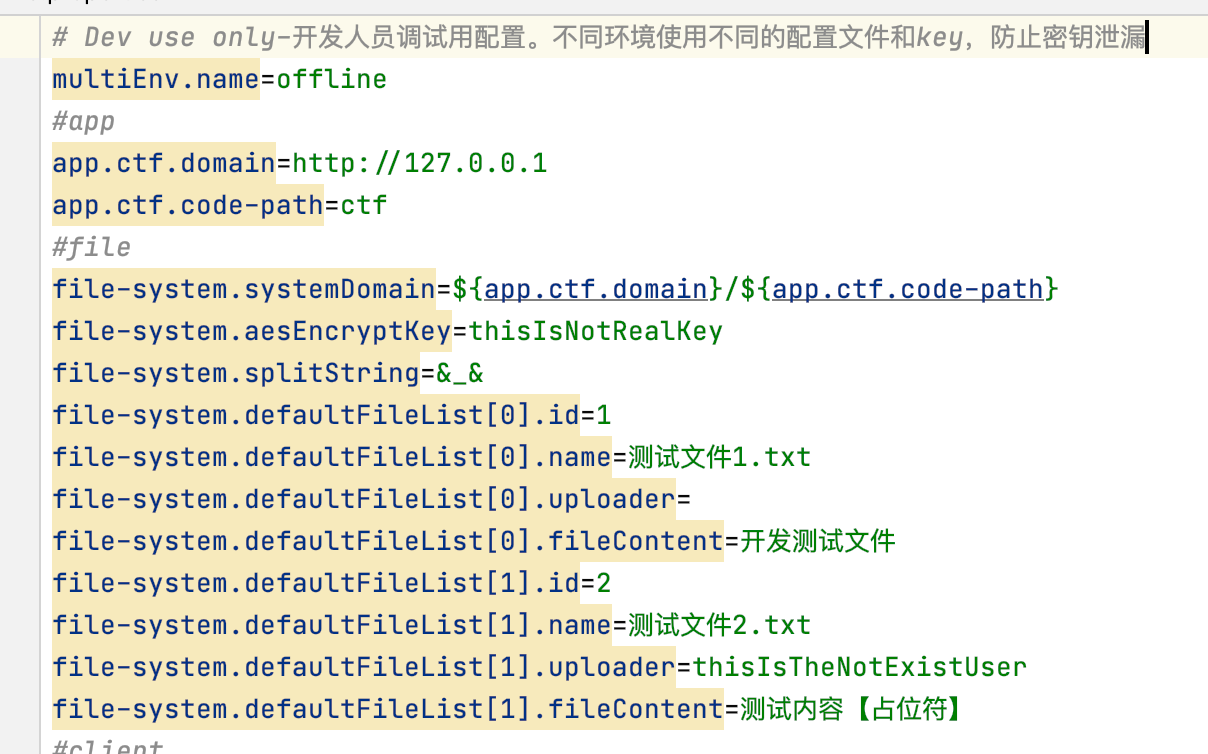 # Dev use only-开发人员调试用配置。不同环境使用不同的配置文件和key，防止密钥泄漏
multiEnv.name=offline
#app
app.ctf.domain=http://127.0.0.1
app.ctf.code-path=ctf
#file
file-system.systemDomain=${app.ctf.domain}/${app.ctf.code-path}
file-system.aesEncryptKey=thisIsNotRealKey
file-system.splitString=&_&
file-system.defaultFileList[0].id=1
file-system.defaultFileList[0].name=测试文件1.txt
file-system.defaultFileList[0].uploader=
file-system.defaultFileList[0].fileContent=开发测试文件
file-system.defaultFileList[1].id=2
file-system.defaultFileList[1].name=测试文件2.txt
file-system.defaultFileList[1].uploader=thisIsTheNotExistUser
file-system.defaultFileList[1].fileContent=测试内容【占位符】
#client